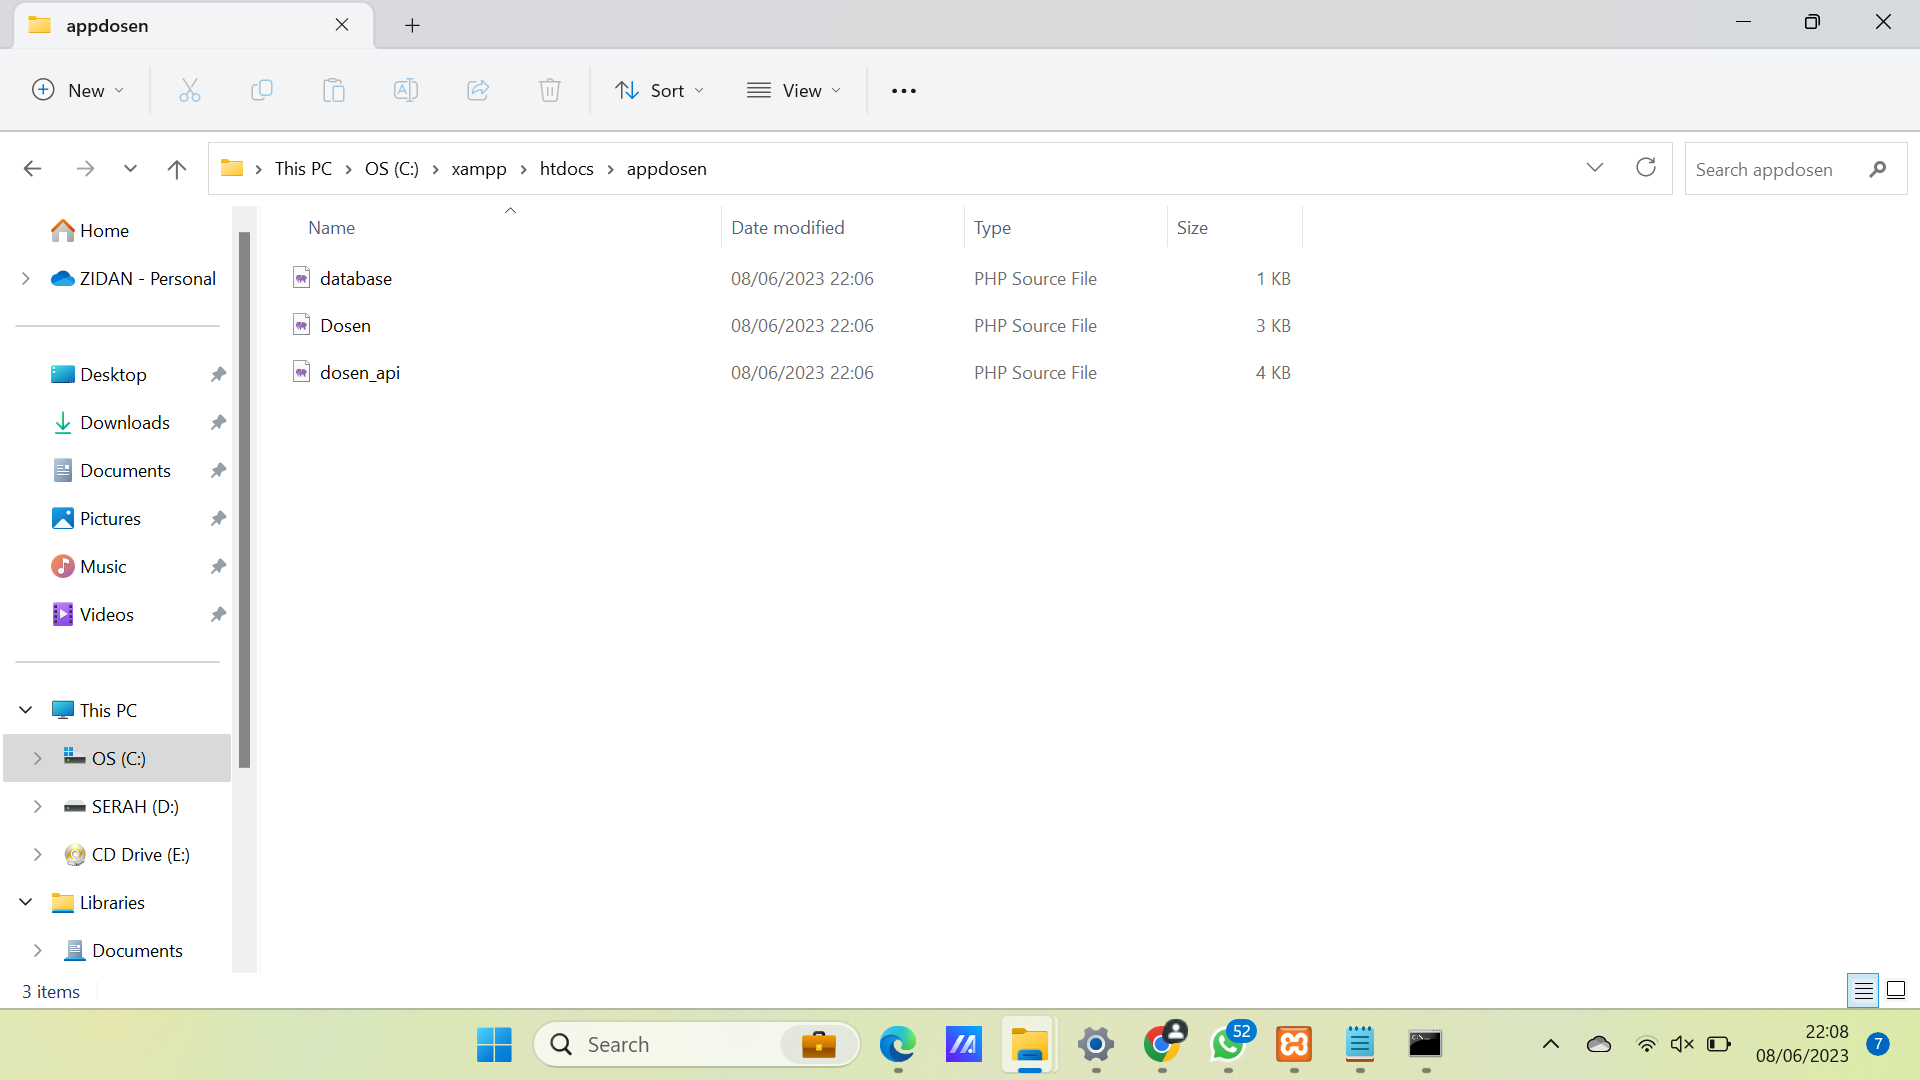 appdosen
New
Sort
View
This PC
OS (C:)
xampp
htdocs
appdosen
Search appdosen
Home
ZIDAN - Personal
Desktop
Downloads
Documents
Pictures
Music
Videos
This PC
OS (C:)
SERAH (D:)
CD Drive (E:)
Libraries
Documents
Name Date modified Type Size
database 08/06/2023 22:06 PHP Source File 1 KB
Dosen 08/06/2023 22:06 PHP Source File 3 KB
dosen_api 08/06/2023 22:06 PHP Source File 4 KB
3 items
Search
52
22:08
08/06/2023
7